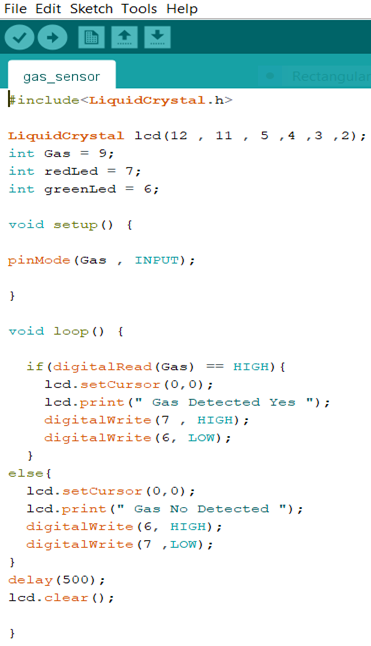 File Edit Sketch Tools Help
gas_sensor
Rectangular
#include<LiquidCrystal.h>
LiquidCrystal lcd(12 , 11 , 5 ,4 ,3 ,2);
int Gas = 9;
int redLed = 7;
int greenLed = 6;
void setup() {
pinMode(Gas , INPUT);
}
void loop() {
if(digitalRead(Gas) == HIGH){
lcd.setCursor(0,0);
lcd.print(" Gas Detected Yes ");
digitalWrite(7 , HIGH);
digitalWrite(6, LOW);
}
else{
lcd.setCursor(0,0);
lcd.print(" Gas No Detected ");
digitalWrite(6, HIGH);
digitalWrite(7 ,LOW);
}
delay(500);
lcd.clear();
}